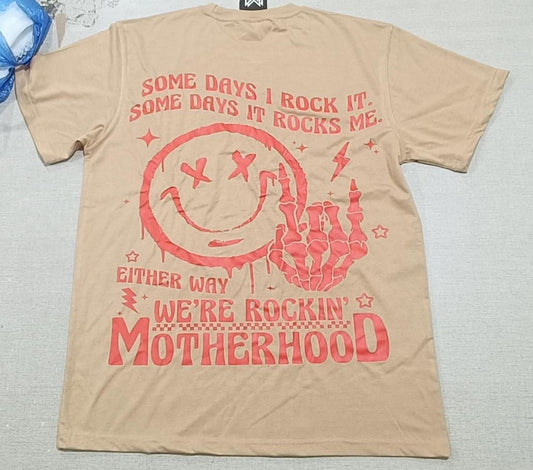 SOME DAYS I ROCK IT.
SOME DAYS IT ROCKS ME.
EITHER WAY
WE'RE ROCKIN'
MOTHERHOOD